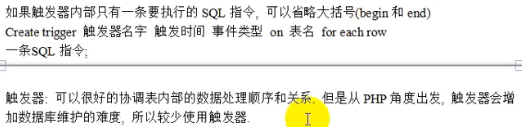 如果触发器内部只有一条要执行的 SQL 指令, 可以省略大括号(begin 和 end)
Create trigger 触发器名字 触发时间 事件类型 on 表名 for each row
一条SQL 指令;
触发器: 可以很好的协调表内部的数据处理顺序和关系. 但是从 PHP 角度出发, 触发器会增
加数据库维护的难度, 所以较少使用触发器.